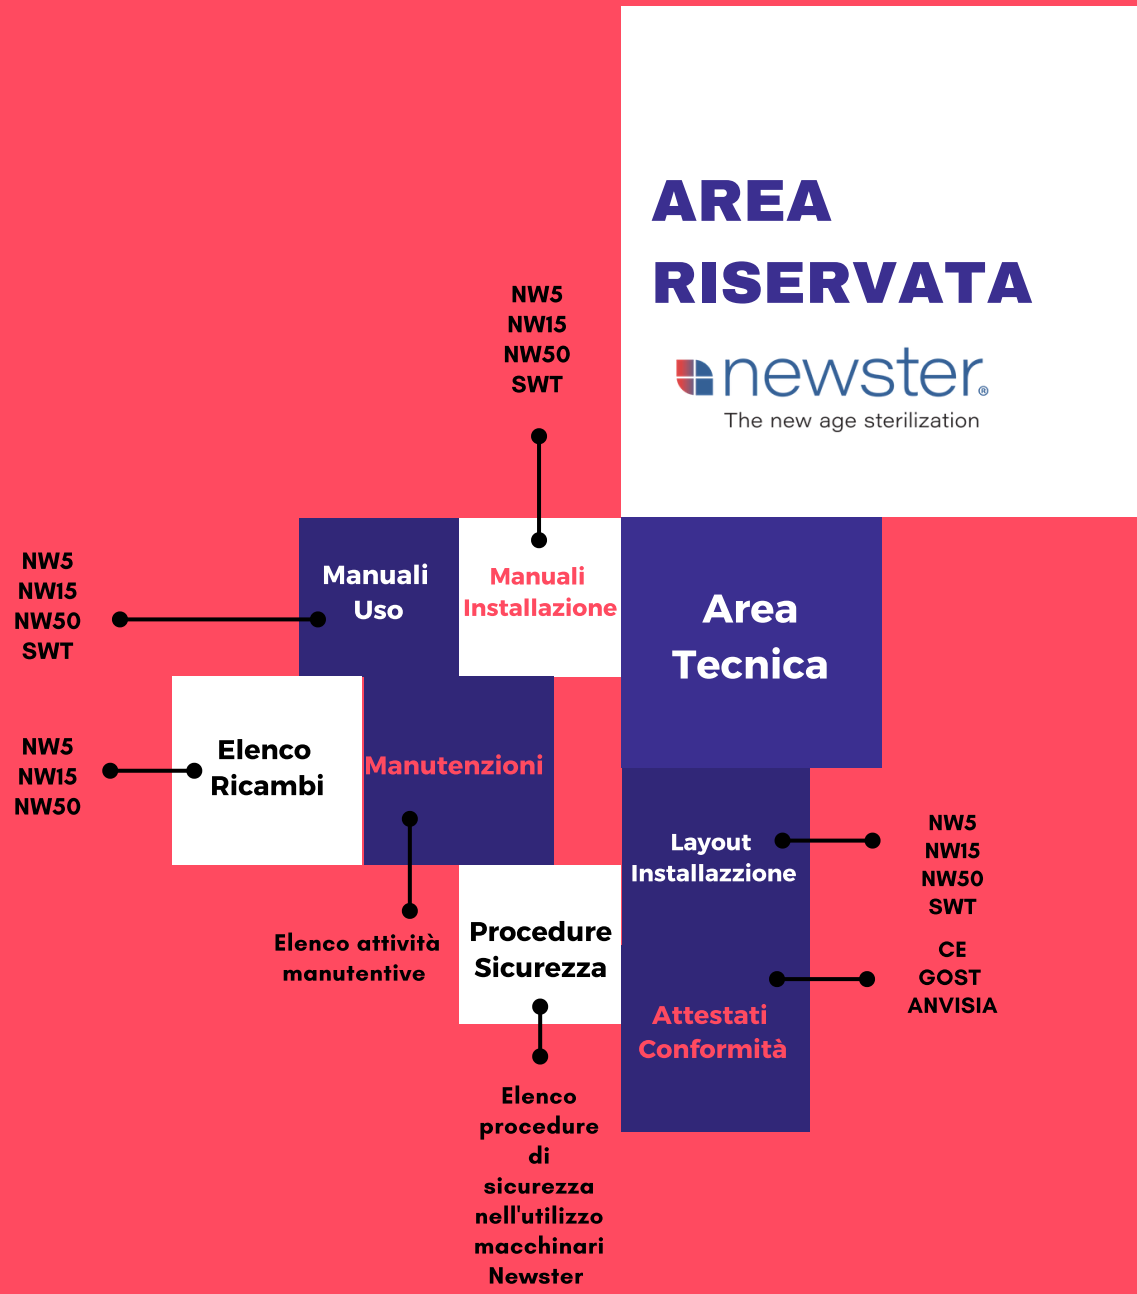 AREA
RISERVATA
newster®
The new age sterilization
NW5
NW15
NW50
SWT
Manuali
Installazione
Manuali
Uso
NW5
NW15
NW50
SWT
Area
Tecnica
Elenco
Ricambi
NW5
NW15
NW50
Manutenzioni
Elenco attività
manutentive
Layout
Installazzione
NW5
NW15
NW50
SWT
Procedure
Sicurezza
Elenco
procedure
di
sicurezza
nell'utilizzo
macchinari
Newster
Attestati
Conformità
CE
GOST
ANVISIA